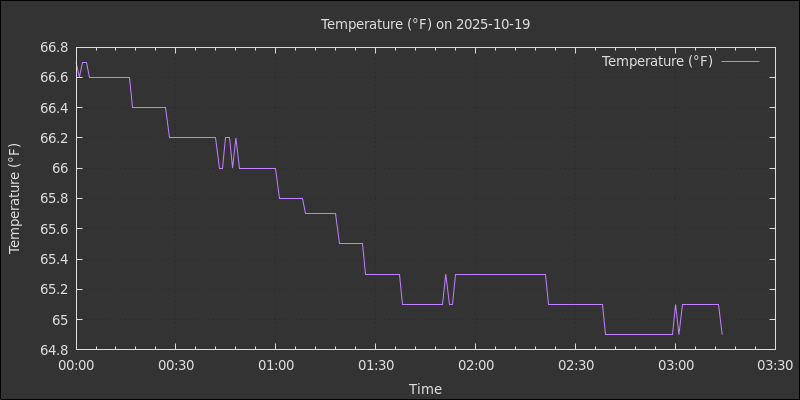 Temperature (°F) on 2025-10-19
Temperature (°F)
66.8
66.6
66.4
66.2
66
65.8
65.6
65.4
65.2
65
64.8
Temperature (°F)
00:00 00:30 01:00 01:30 02:00 02:30 03:00 03:30
Time